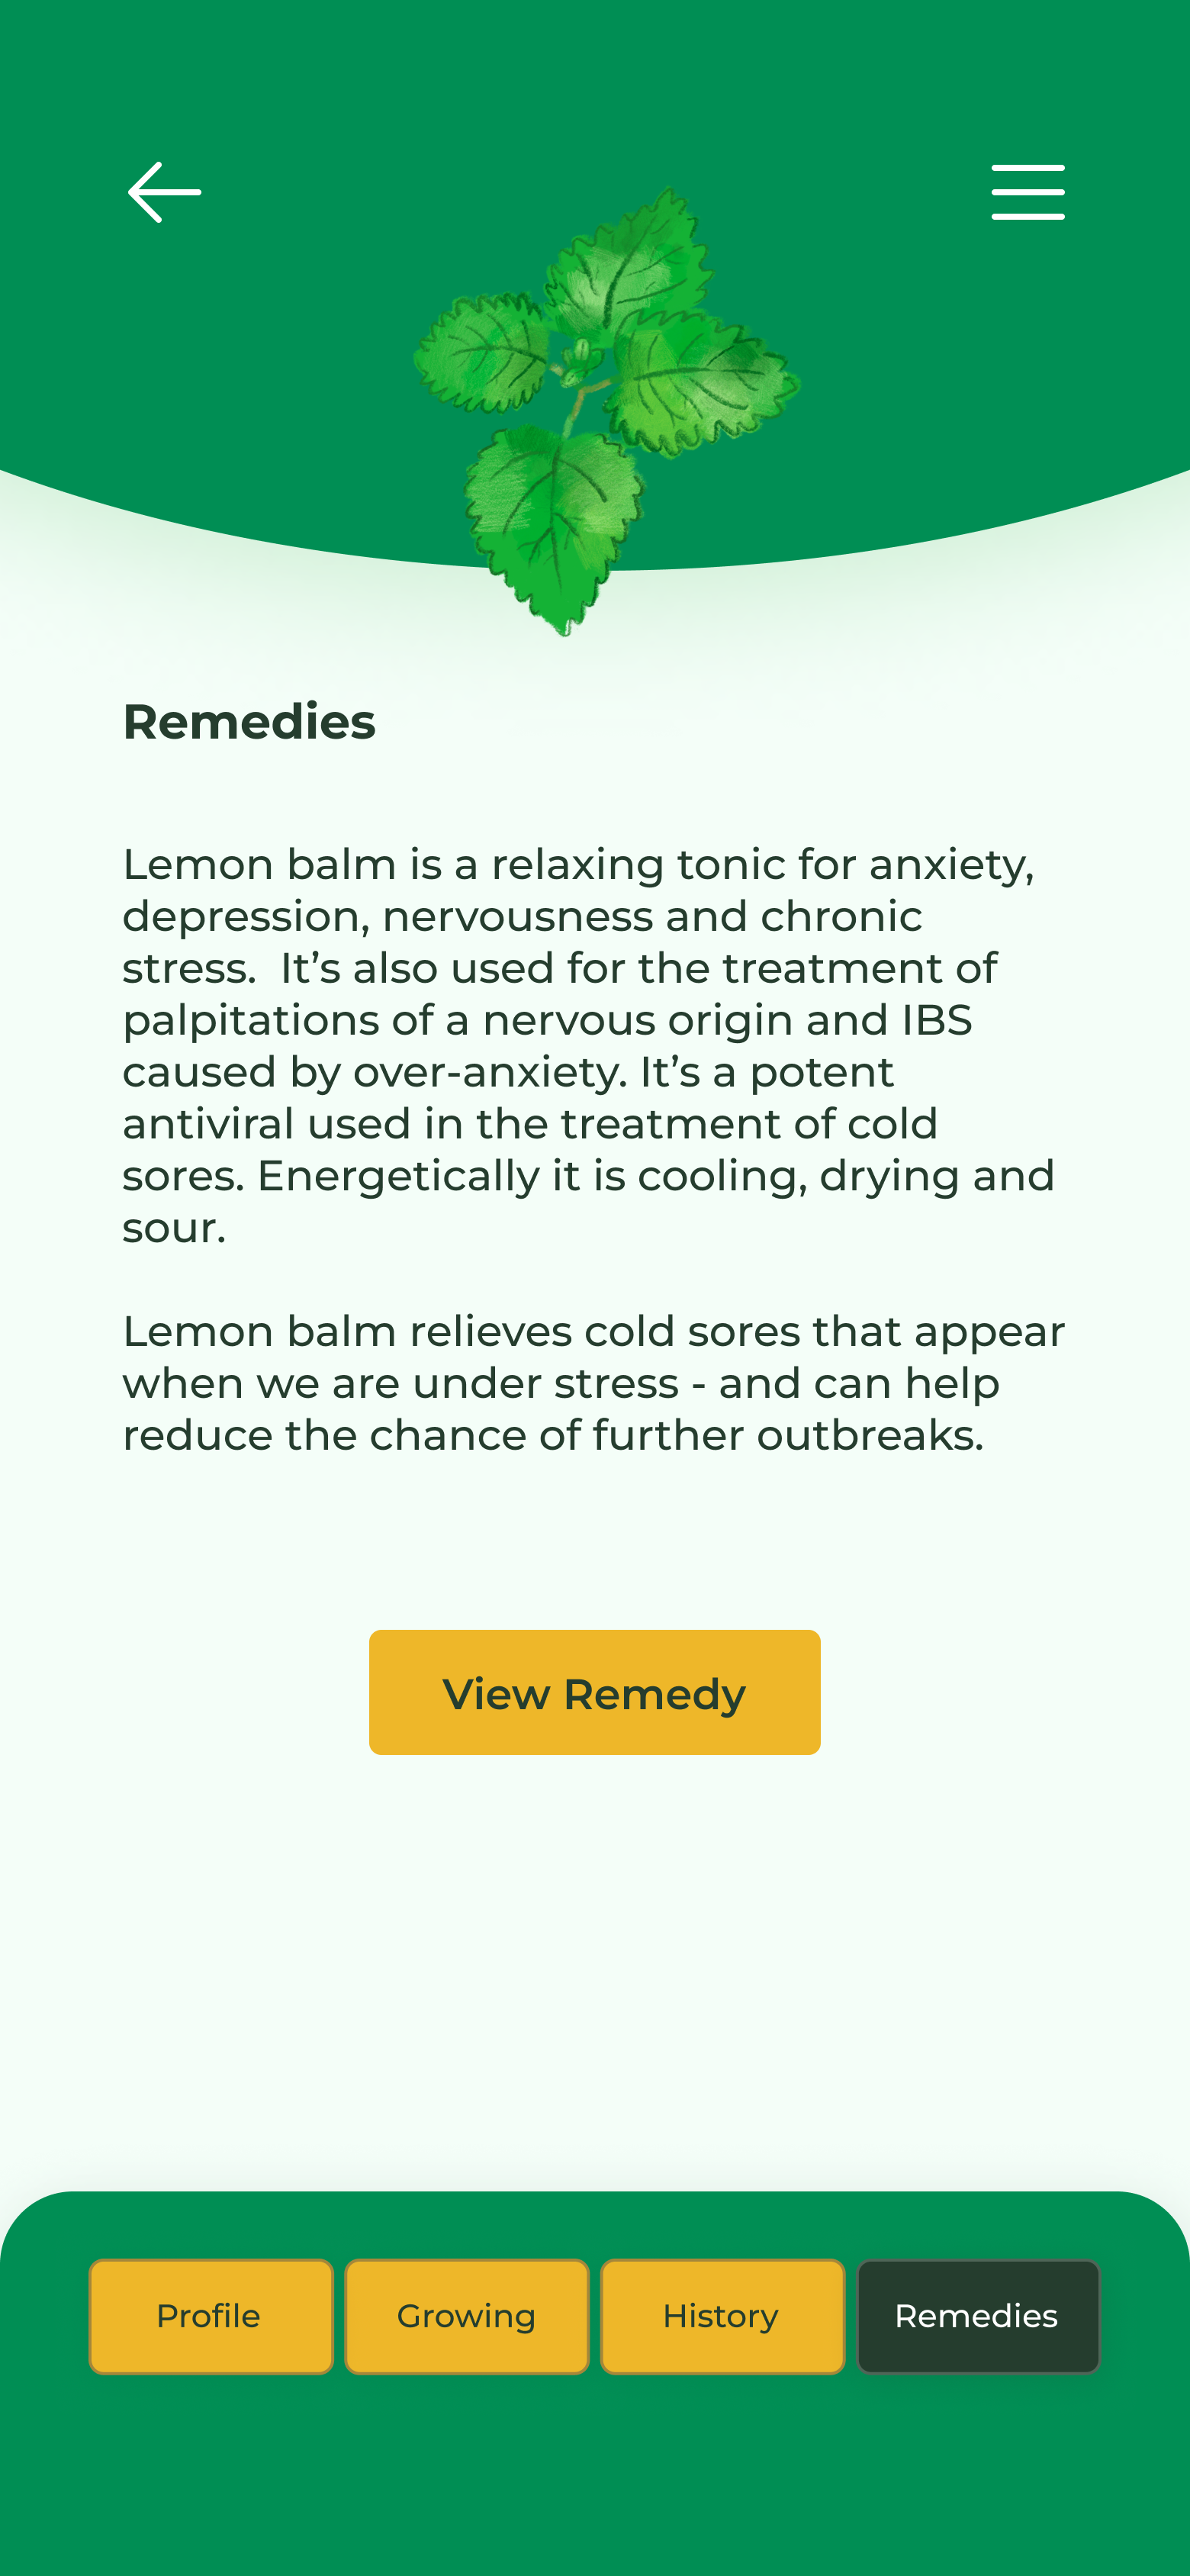 Remedies
Lemon balm is a relaxing tonic for anxiety,
depression, nervousness and chronic
stress.  It’s also used for the treatment of
palpitations of a nervous origin and IBS
caused by over-anxiety. It’s a potent
antiviral used in the treatment of cold
sores. Energetically it is cooling, drying and
sour.
Lemon balm relieves cold sores that appear
when we are under stress - and can help
reduce the chance of further outbreaks.
View Remedy
Profile
Growing
History
Remedies